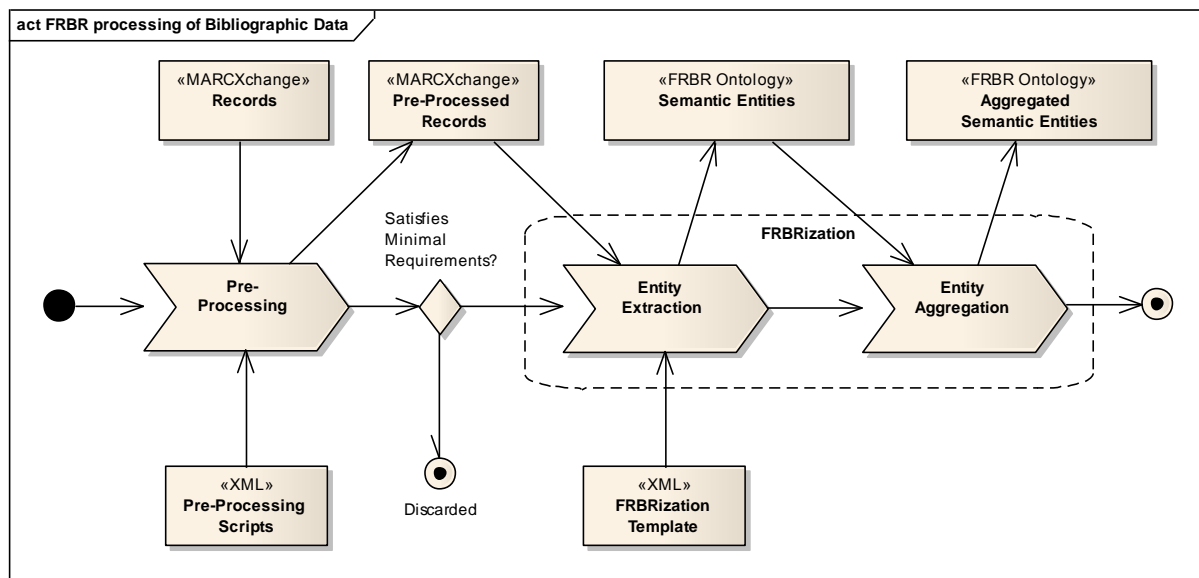 act FRBR processing of Bibliographic Data
«MARCXchange»
Records
«MARCXchange»
Pre-Processed
Records
«FRBR Ontology»
Semantic Entities
«FRBR Ontology»
Aggregated
Semantic Entities
Satisfies
Minimal
Requirements?
FRBRization
Pre-
Processing
Entity
Extraction
Entity
Aggregation
«XML»
Pre-Processing
Scripts
Discarded
«XML»
FRBRization
Template